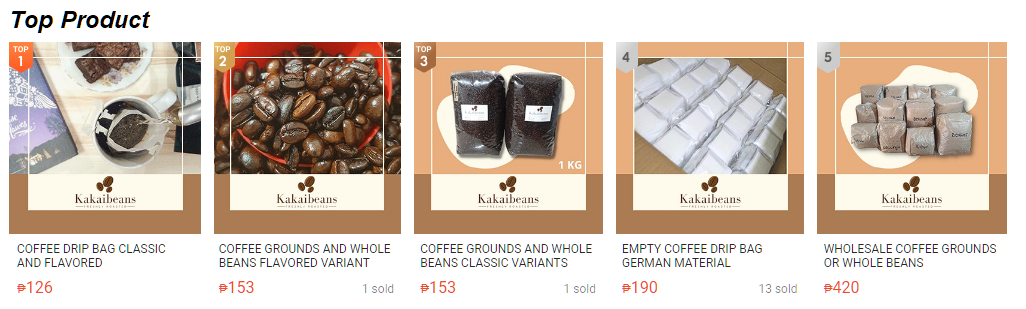 Top Product
TOP
1
TOP
2
TOP
3
4
5
1 KG
Kakaibeans
FRESHLY ROASTED
Kakaibeans
FRESHLY ROASTED
Kakaibeans
FRESHLY ROASTED
Kakaibeans
FRESHLY ROASTED
Kakaibeans
FRESHLY ROASTED
COFFEE DRIP BAG CLASSIC
AND FLAVORED
₱126
COFFEE GROUNDS AND WHOLE
BEANS FLAVORED VARIANT
₱153 1 sold
COFFEE GROUNDS AND WHOLE
BEANS CLASSIC VARIANTS
₱153 1 sold
EMPTY COFFEE DRIP BAG
GERMAN MATERIAL
₱190 13 sold
WHOLESALE COFFEE GROUNDS
OR WHOLE BEANS
₱420